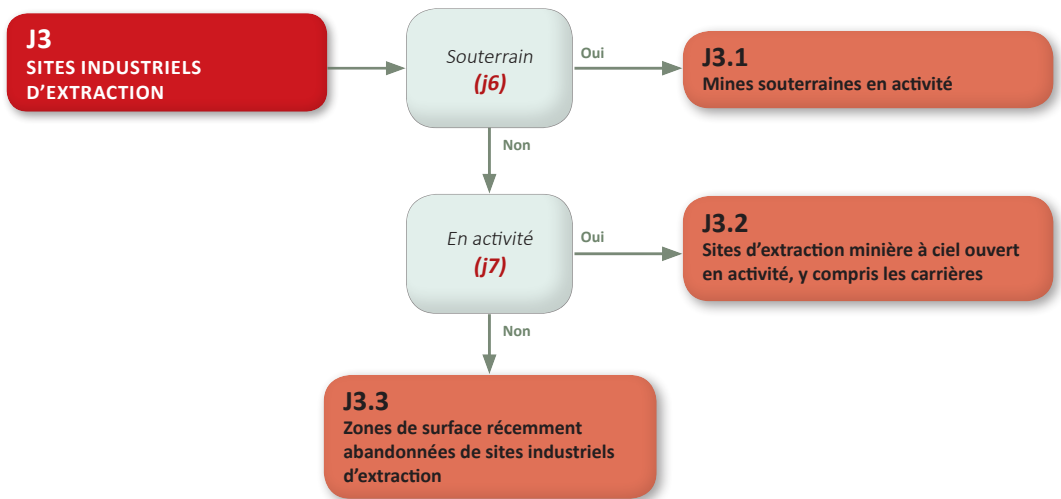 J3
SITES INDUSTRIELS
D’EXTRACTION
Souterrain
(j6)
Oui
J3.1
Mines souterraines en activité
Non
En activité
(j7)
Oui
J3.2
Sites d’extraction minière à ciel ouvert
en activité, y compris les carrières
Non
J3.3
Zones de surface récemment
abandonnées de sites industriels
d’extraction